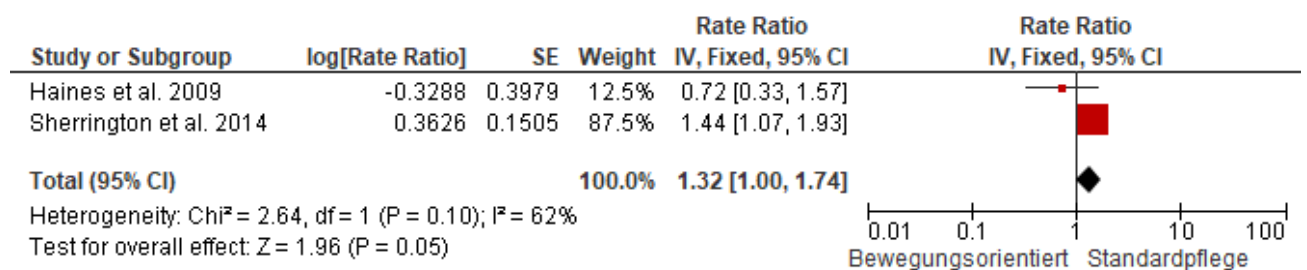 Rate Ratio Rate Ratio
Study or Subgroup log[Rate Ratio] SE Weight IV, Fixed, 95% CI IV, Fixed, 95% CI
Haines et al. 2009 -0.3288 0.3979 12.5% 0.72 [0.33, 1.57]
Sherrington et al. 2014 0.3626 0.1505 87.5% 1.44 [1.07, 1.93]
Total (95% CI) 100.0% 1.32 [1.00, 1.74]
Heterogeneity: Chi² = 2.64, df = 1 (P = 0.10); I² = 62%
Test for overall effect: Z = 1.96 (P = 0.05)
0.01 0.1 1 10 100
Bewegungsorientiert Standardpflege